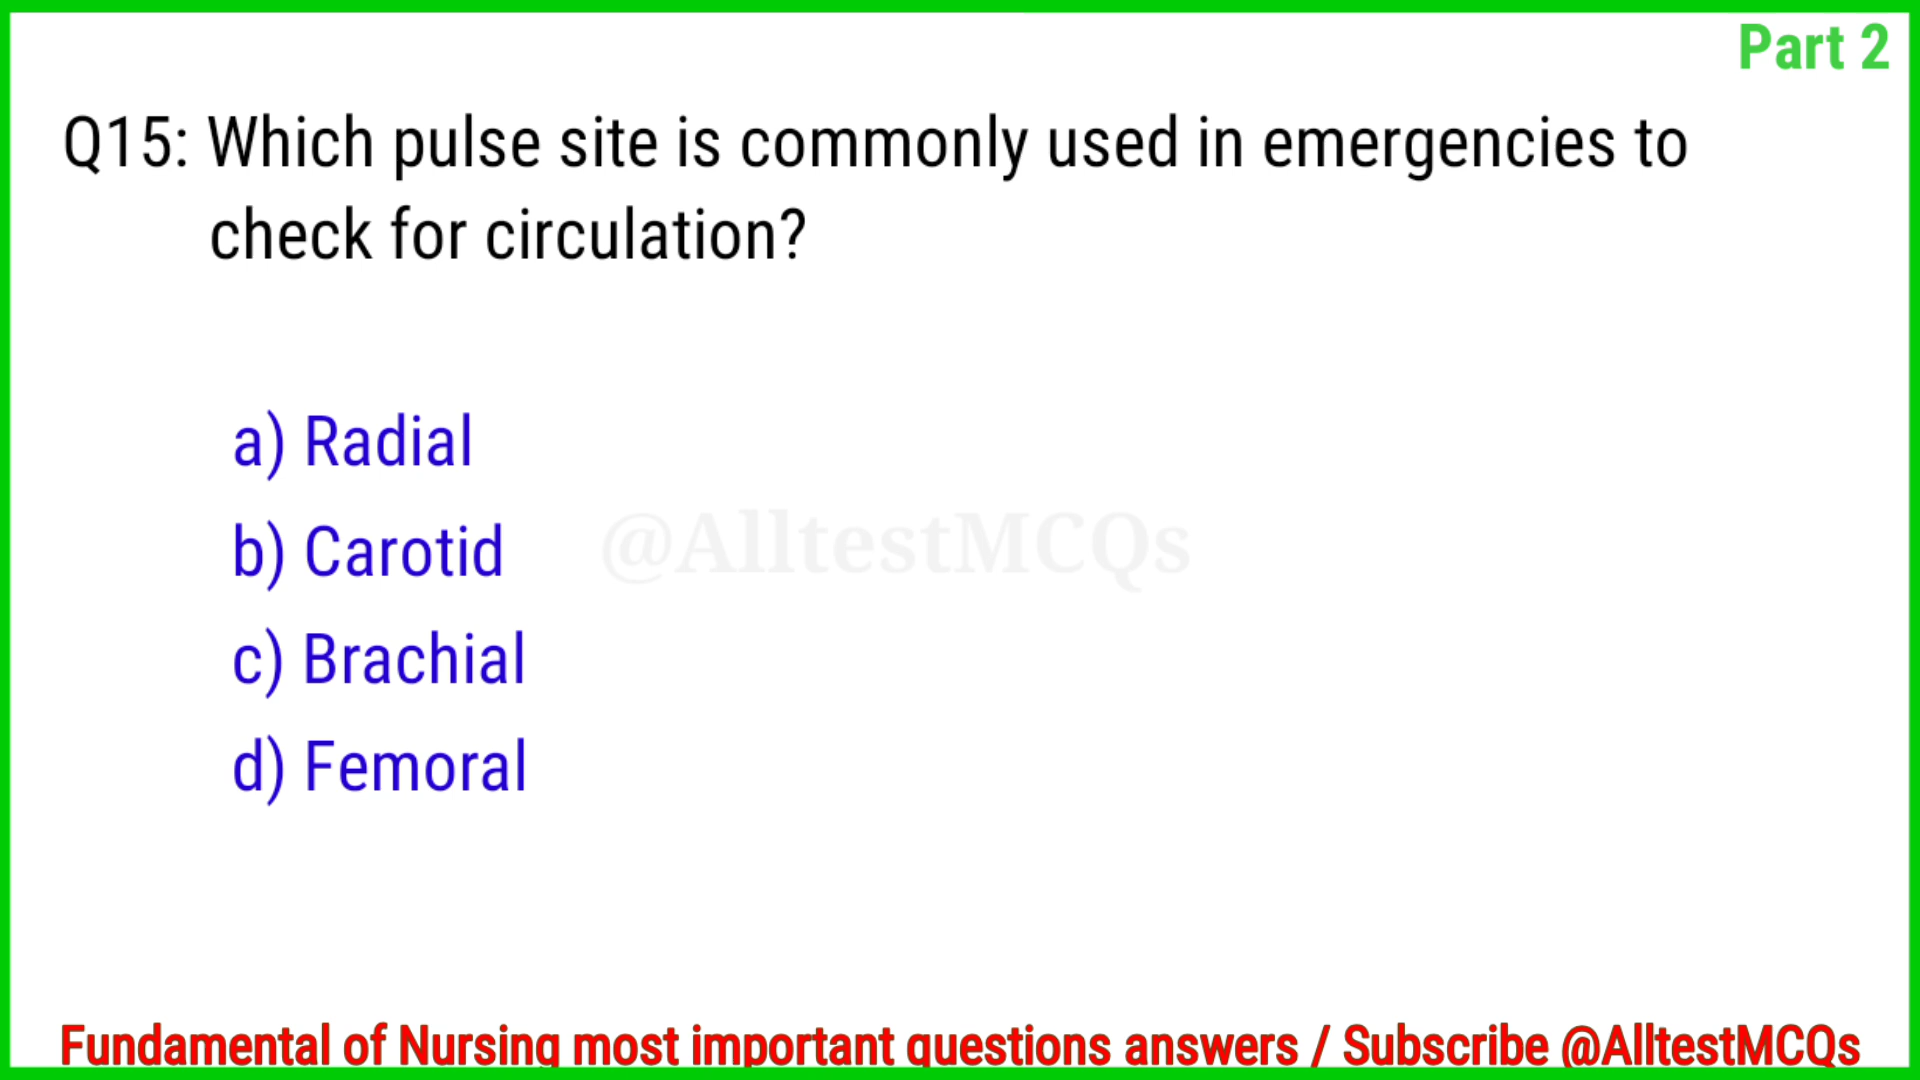 Part 2
Q15: Which pulse site is commonly used in emergencies to
check for circulation?
a) Radial
b) Carotid
@AlltestMCQs
c) Brachial
d) Femoral
Fundamental of Nursing most important questions answers / Subscribe @AlltestMCQs